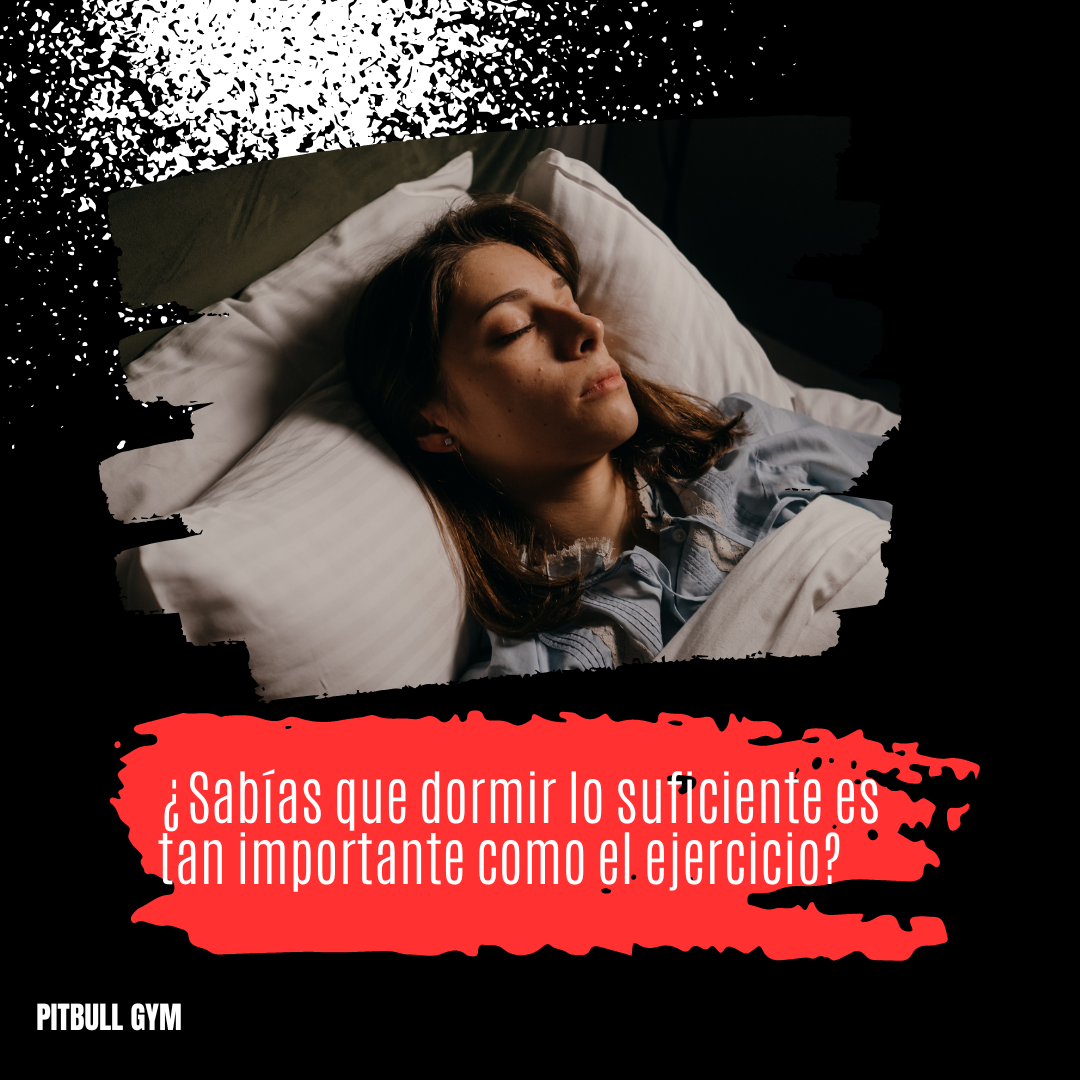 ¿Sabías que dormir lo suficiente es
tan importante como el ejercicio?
PITBULL GYM